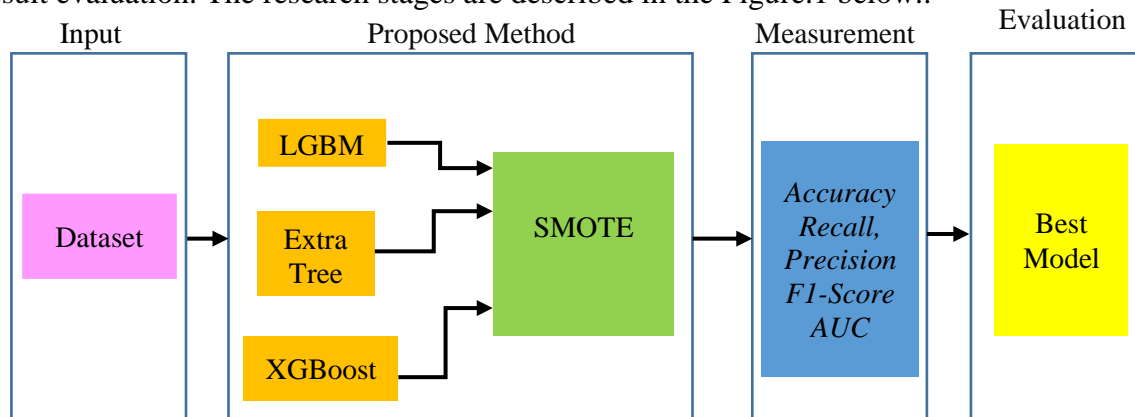 sult evaluation. The research stages are described in the Figure.1 below..
Input
Proposed Method
Measurement
Evaluation
Dataset
LGBM
Extra
Tree
XGBoost
SMOTE
Accuracy
Recall,
Precision
F1-Score
AUC
Best
Model